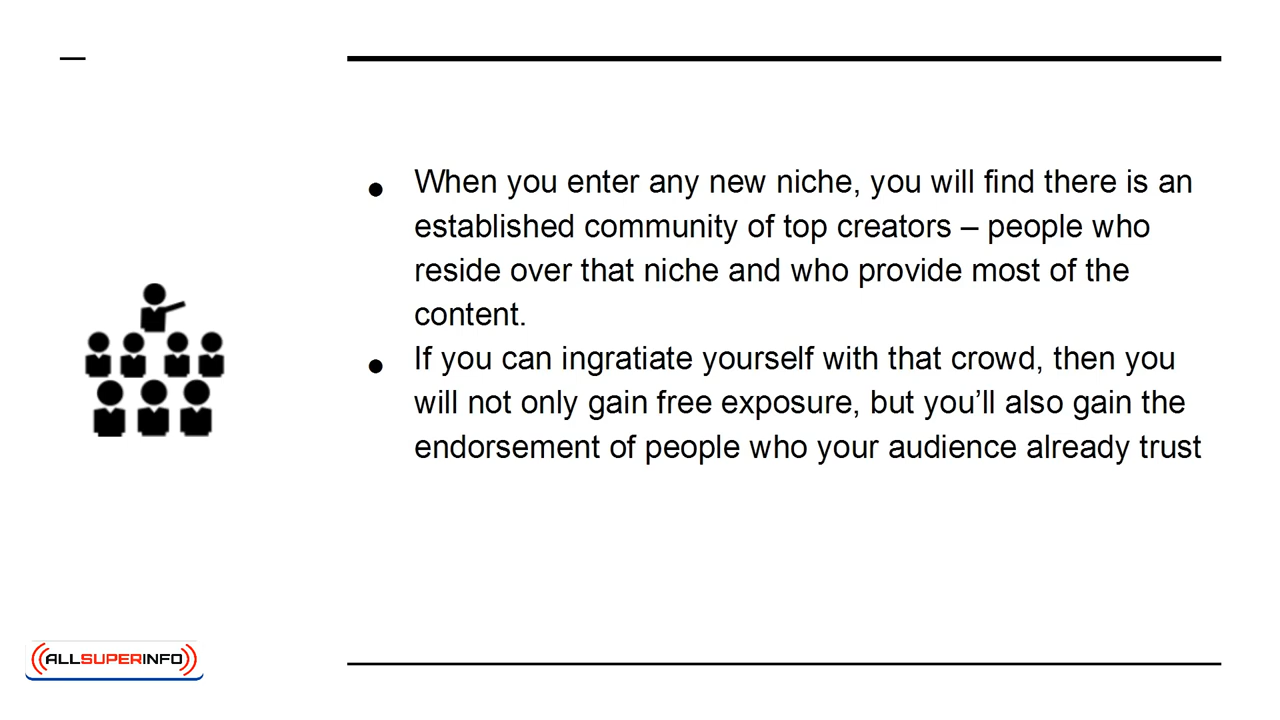 ● When you enter any new niche, you will find there is an
established community of top creators – people who
reside over that niche and who provide most of the
content.
● If you can ingratiate yourself with that crowd, then you
will not only gain free exposure, but you’ll also gain the
endorsement of people who your audience already trust
ALLSUPERINFO